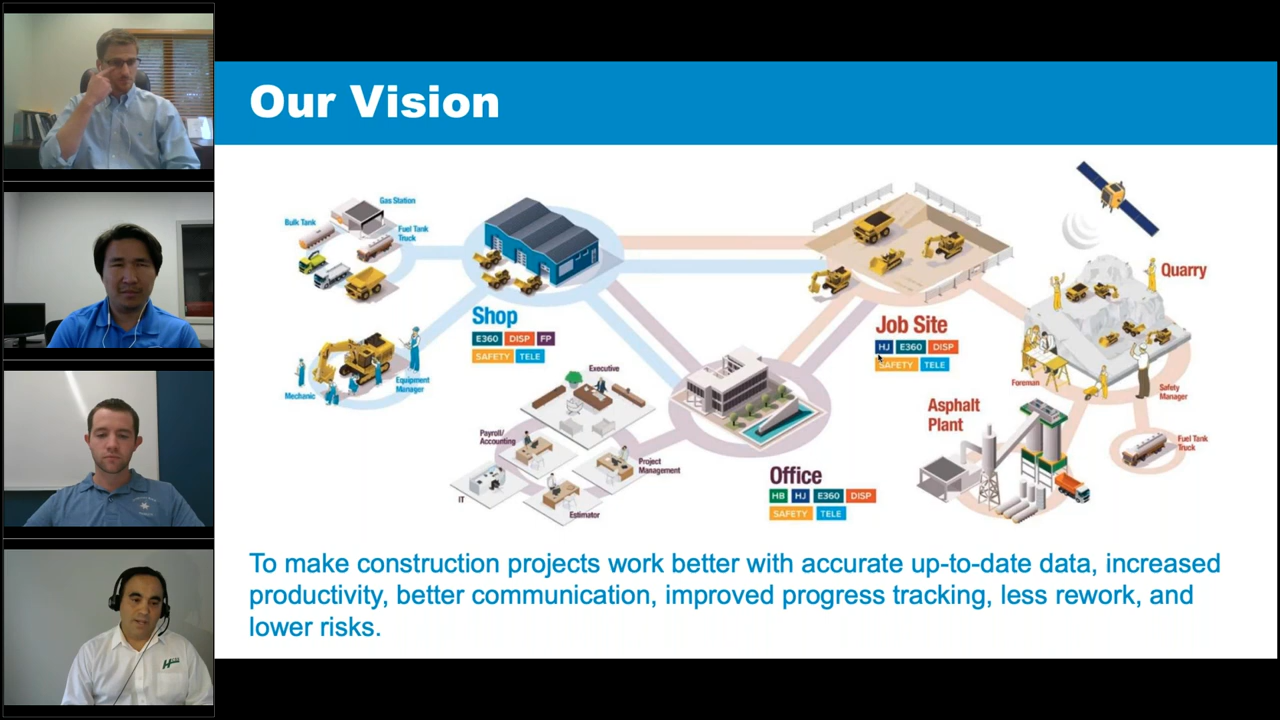 Our Vision
Gas Station
Bulk Tank
Fuel Tank
Truck
Shop
E360 DISP FP
SAFETY TELE
Mechanic
Equipment
Manager
Executive
Payroll/
Accounting
Project
Management
IT
Estimator
Office
HB HJ E360 DISP
SAFETY TELE
Job Site
HJ E360 DISP
SAFETY TELE
Quarry
Foreman
Safety
Manager
Asphalt
Plant
Fuel Tank
Truck
To make construction projects work better with accurate up-to-date data, increased
productivity, better communication, improved progress tracking, less rework, and
lower risks.